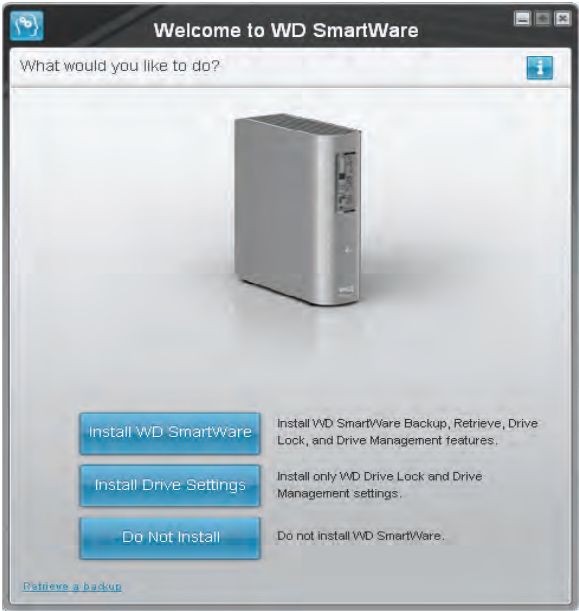 Welcome to WD SmartWare
What would you like to do?
i
Install WD SmartWare
Install WD SmartWare Backup, Retrieve, Drive
Lock, and Drive Management features.
Install Drive Settings
Install only WD Drive Lock and Drive
Management settings.
Do Not Install
Do not install WD SmartWare.
Retrieve a backup